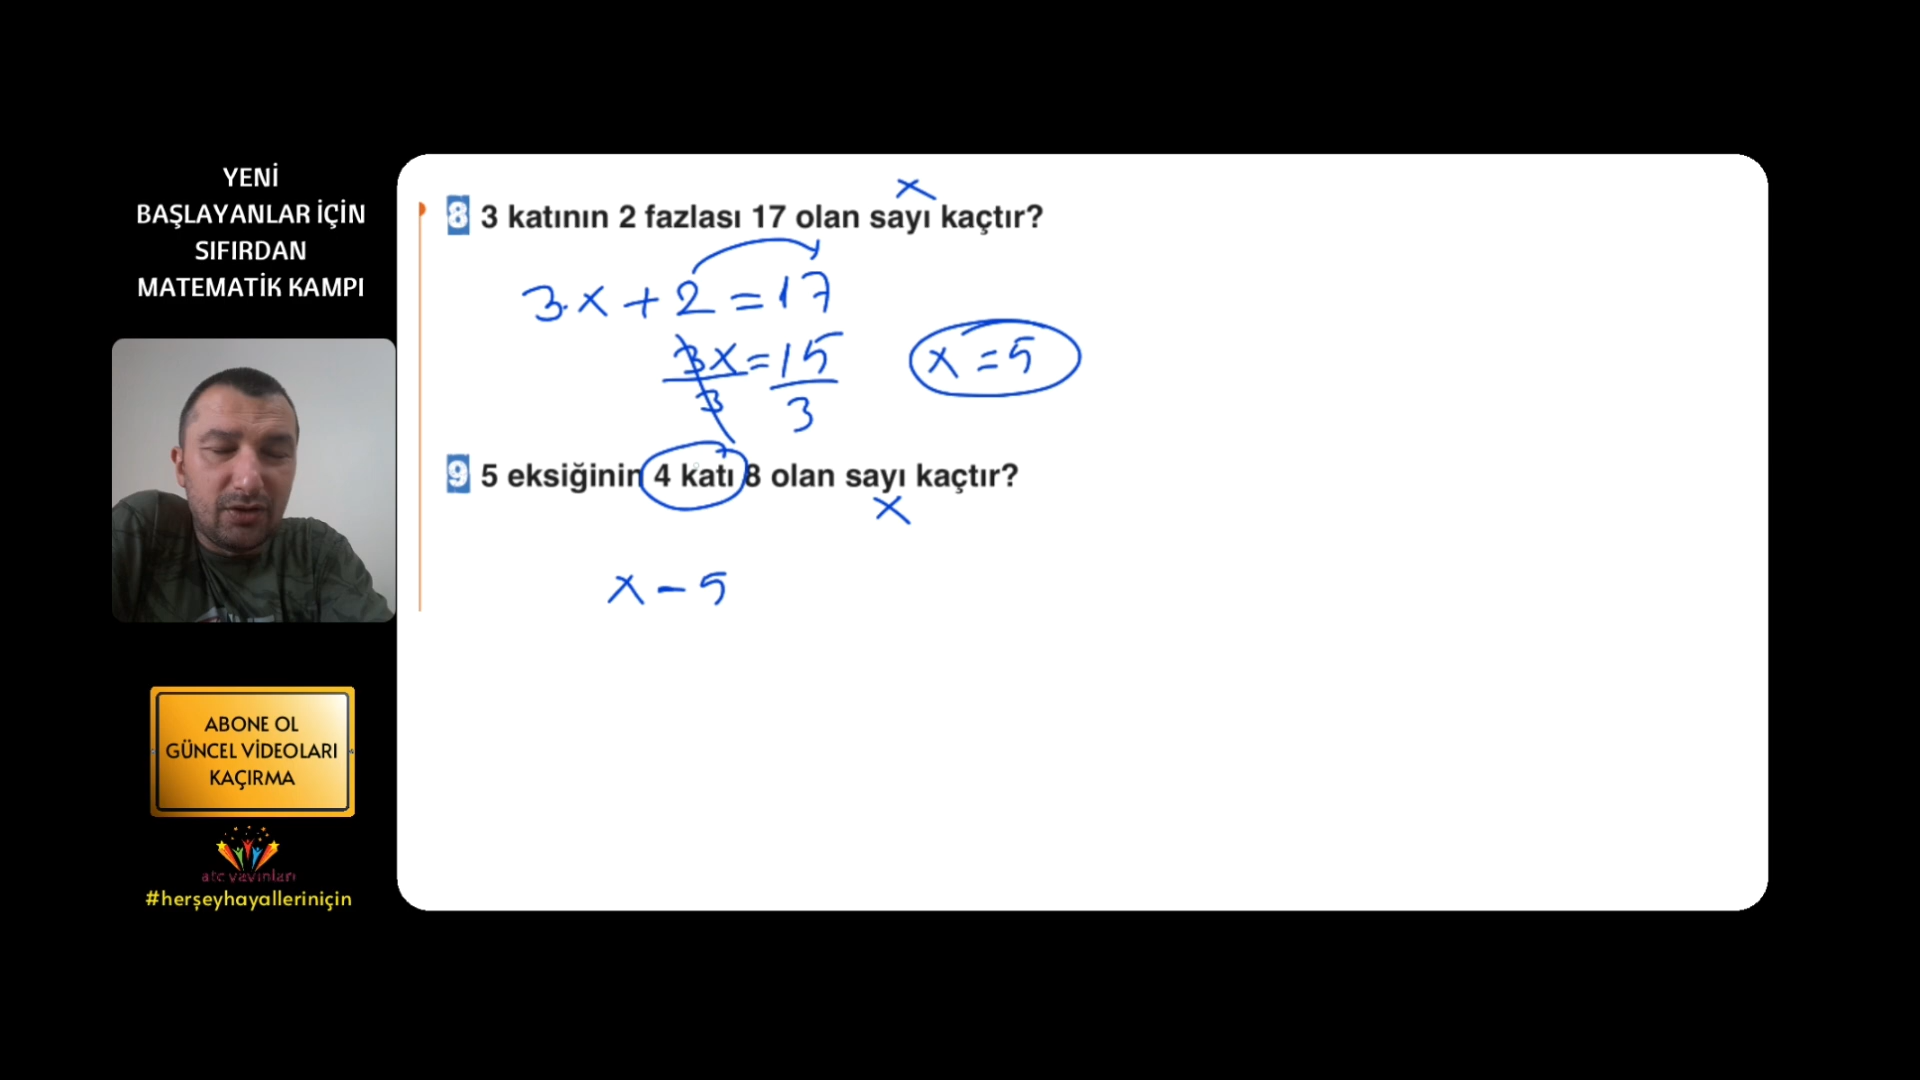 YENİ
BAŞLAYANLAR İÇİN
SIFIRDAN
MATEMATİK KAMPI
x
8 3 katının 2 fazlası 17 olan sayı kaçtır?
3.x + 2 = 17
3x = 15
3 3
x = 5
9 5 eksiğinin 4 katı 8 olan sayı kaçtır?
x
x - 5
ABONE OL
GÜNCEL VİDEOLARI
KAÇIRMA
atc yayınları
#herşeyhayalleriniçin